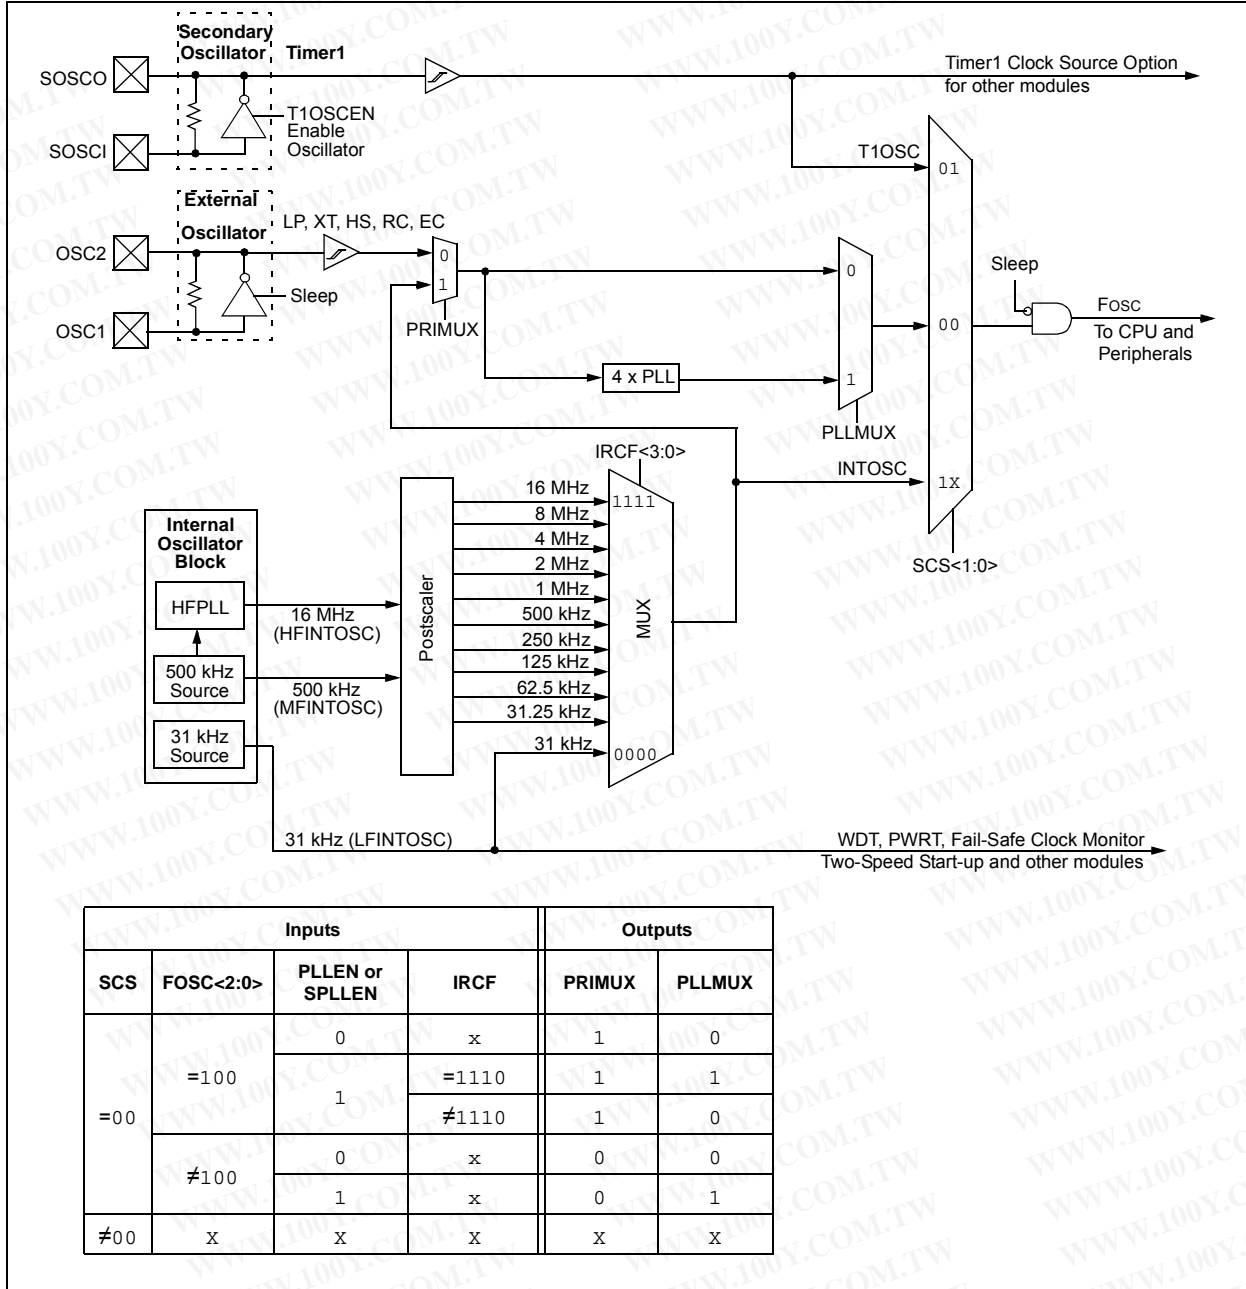 Secondary
Oscillator
Timer1
SOSCO
Timer1 Clock Source Option
for other modules
T1OSCEN
Enable
Oscillator
SOSCI
T1OSC
01
External
Oscillator
LP, XT, HS, RC, EC
OSC2
0
1
Sleep
OSC1
PRIMUX
0
Sleep
00
FOSC
To CPU and
Peripherals
4 x PLL
1
PLLMUX
IRCF<3:0>
INTOSC
1X
SCS<1:0>
Internal
Oscillator
Block
HFPLL
16 MHz
(HFINTOSC)
500 kHz
Source
500 kHz
(MFINTOSC)
31 kHz
Source
Postscaler
16 MHz
8 MHz
4 MHz
2 MHz
1 MHz
500 kHz
250 kHz
125 kHz
62.5 kHz
31.25 kHz
31 kHz
1111
MUX
0000
31 kHz (LFINTOSC)
WDT, PWRT, Fail-Safe Clock Monitor
Two-Speed Start-up and other modules
Inputs Outputs
SCS FOSC<2:0> PLLEN or SPLLEN IRCF PRIMUX PLLMUX
=00 =100 0 x 1 0
1 =1110 1 1
≠1110 1 0
≠100 0 x 0 0
1 x 0 1
≠00 X X X X X
WWW.100Y.COM.TW